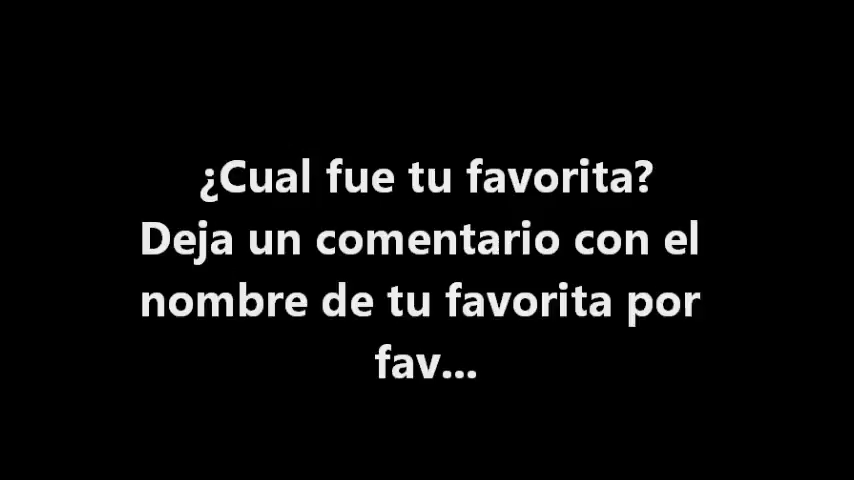 ¿Cual fue tu favorita?
Deja un comentario con el
nombre de tu favorita por
fav...